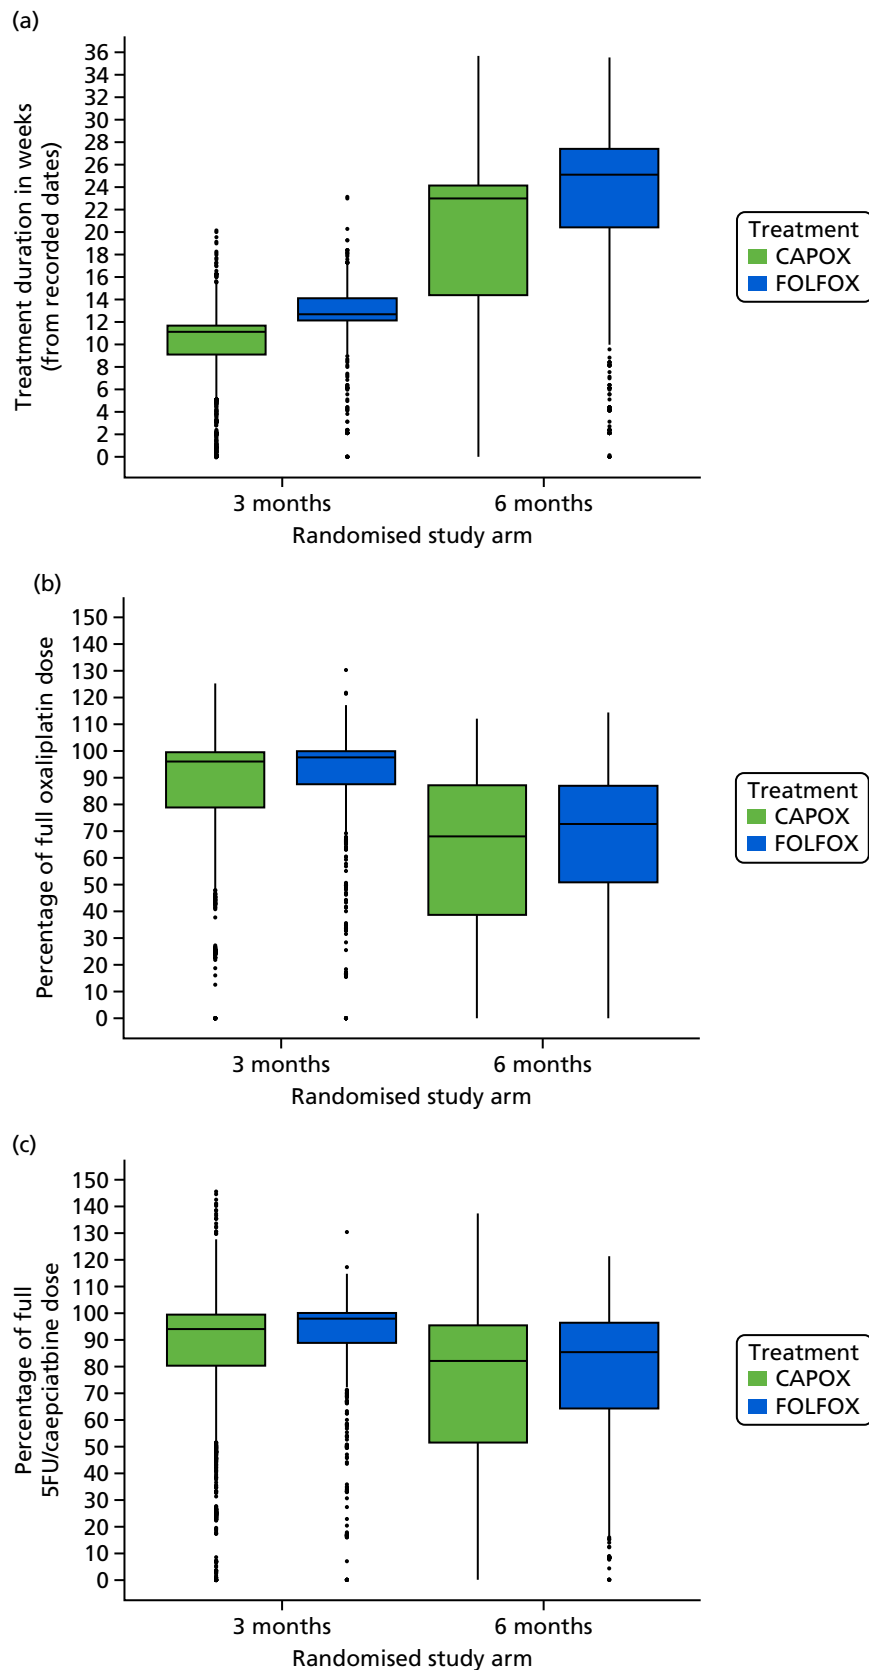 (a)
Treatment duration in weeks
(from recorded dates)
36
34
32
30
28
26
24
22
20
18
16
14
12
10
8
6
4
2
0
3 months
6 months
Randomised study arm
Treatment
CAPOX
FOLFOX
(b)
Percentage of full oxaliplatin dose
150
140
130
120
110
100
90
80
70
60
50
40
30
20
10
0
3 months
6 months
Randomised study arm
Treatment
CAPOX
FOLFOX
(c)
Percentage of full
5FU/caepciatbine dose
150
140
130
120
110
100
90
80
70
60
50
40
30
20
10
0
3 months
6 months
Randomised study arm
Treatment
CAPOX
FOLFOX